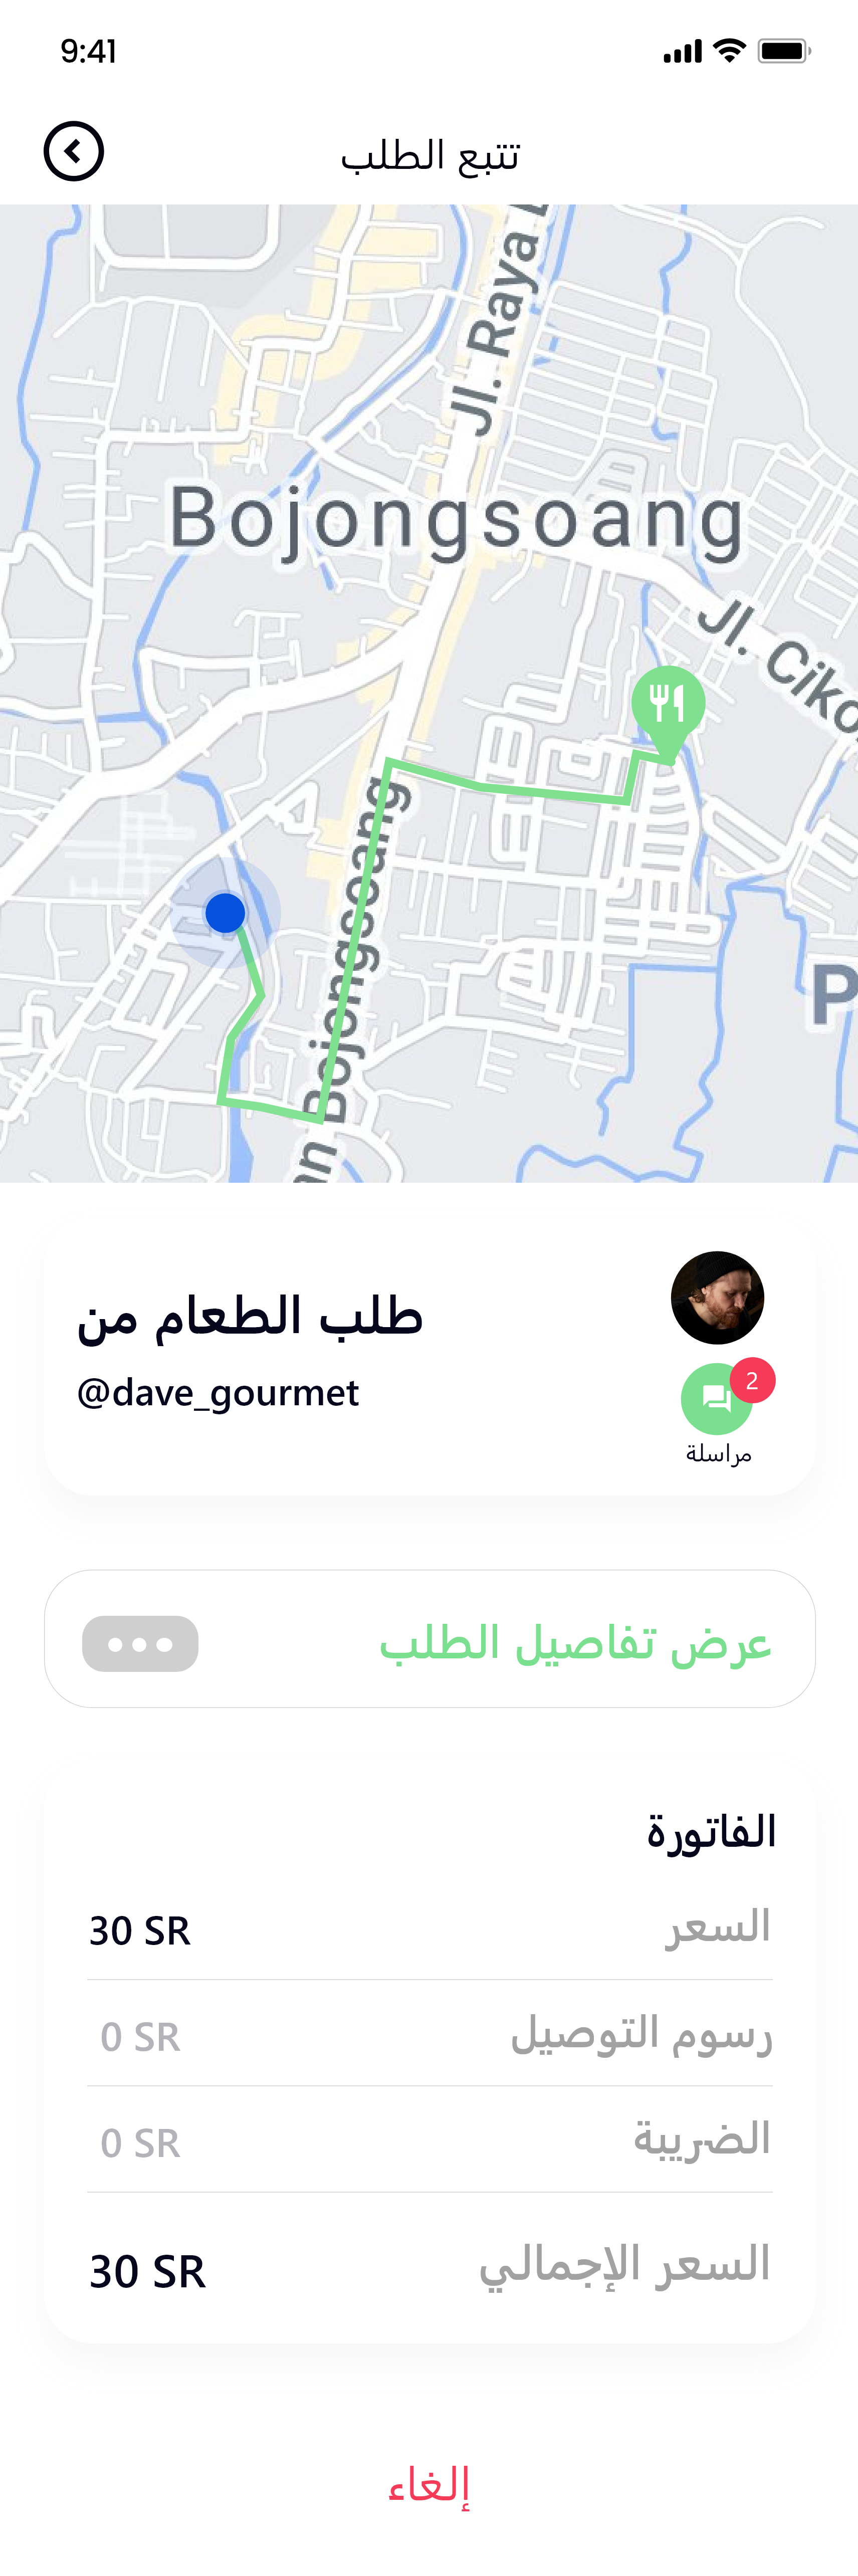 9:41
تتبع الطلب
Jl. Raya
Bojongsoang
Jl.
Bojongsoang
P
طلب الطعام من
@dave_gourmet
2
مراسلة
عرض تفاصيل الطلب
الفاتورة
السعر 30 SR
رسوم التوصيل 0 SR
الضريبة 0 SR
السعر الإجمالي 30 SR
إلغاء